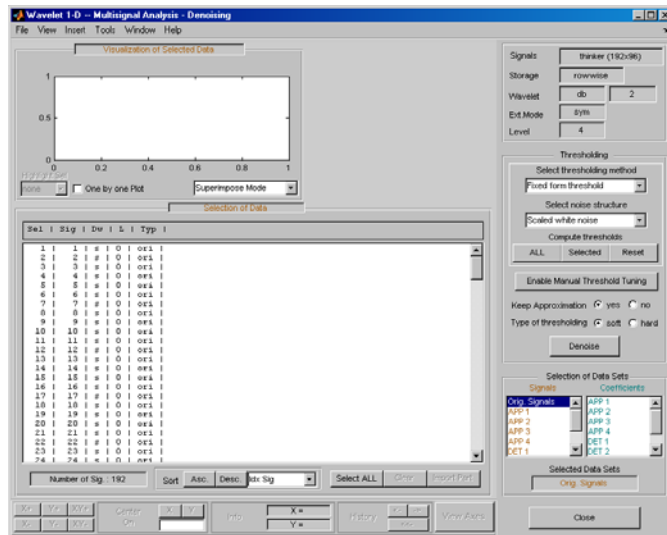 Wavelet 1-D -- Multisignal Analysis - Denoising
File View Insert Tools Window Help
Visualization of Selected Data
1
0.5
0
0 0.2 0.4 0.6 0.8 1
Highlight Sel
none One by one Plot Superimpose Mode
Selection of Data
Sel | Sig | Dw | L | Typ |
1 | 1 | s | 0 | ori |
2 | 2 | s | 0 | ori |
3 | 3 | s | 0 | ori |
4 | 4 | s | 0 | ori |
5 | 5 | s | 0 | ori |
6 | 6 | s | 0 | ori |
7 | 7 | s | 0 | ori |
8 | 8 | s | 0 | ori |
9 | 9 | s | 0 | ori |
10 | 10 | s | 0 | ori |
11 | 11 | s | 0 | ori |
12 | 12 | s | 0 | ori |
13 | 13 | s | 0 | ori |
14 | 14 | s | 0 | ori |
15 | 15 | s | 0 | ori |
16 | 16 | s | 0 | ori |
17 | 17 | s | 0 | ori |
18 | 18 | s | 0 | ori |
19 | 19 | s | 0 | ori |
20 | 20 | s | 0 | ori |
21 | 21 | s | 0 | ori |
22 | 22 | s | 0 | ori |
23 | 23 | s | 0 | ori |
24 | 24 | s | 0 | ori |
Number of Sig. : 192 Sort Asc. Desc. Idx Sig Select ALL Clear Import Part.
X+ Y+ XY+ Center X Y Info X = History <- -> View Axes
X- Y- XY- On Y = <<-
Signals thinker (192x96)
Storage rowwise
Wavelet db 2
Ext.Mode sym
Level 4
Thresholding
Select thresholding method
Fixed form threshold
Select noise structure
Scaled white noise
Compute thresholds
ALL Selected Reset
Enable Manual Threshold Tuning
Keep Approximation yes no
Type of thresholding soft hard
Denoise
Selection of Data Sets
Signals Coefficients
Orig. Signals APP 1
APP 1 APP 2
APP 2 APP 3
APP 3 APP 4
APP 4 DET 1
DET 1 DET 2
Selected Data Sets
Orig. Signals
Close